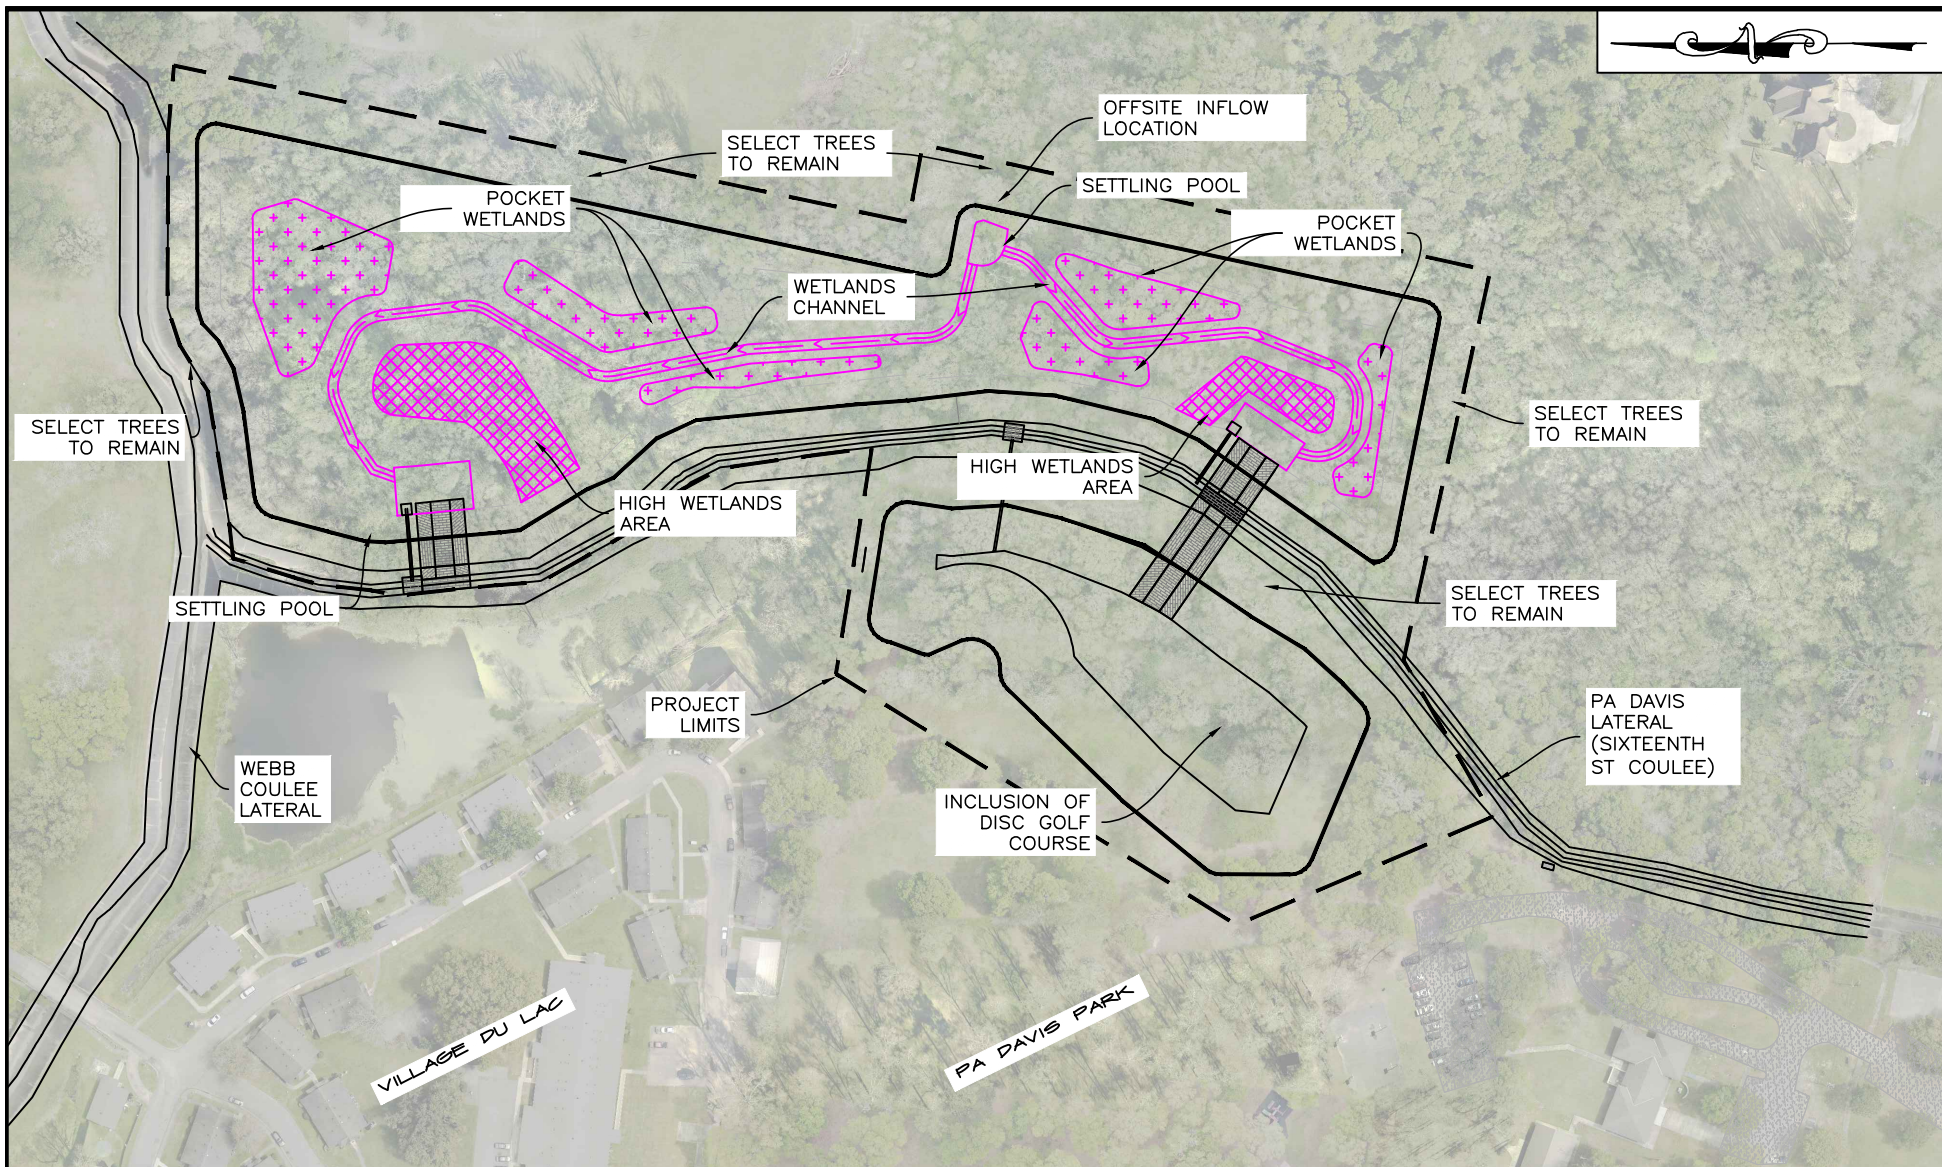 N
OFFSITE INFLOW
LOCATION
SELECT TREES
TO REMAIN
SETTLING POOL
POCKET
WETLANDS
POCKET
WETLANDS
WETLANDS
CHANNEL
SELECT TREES
TO REMAIN
SELECT TREES
TO REMAIN
HIGH WETLANDS
AREA
HIGH WETLANDS
AREA
SETTLING POOL
SELECT TREES
TO REMAIN
PROJECT
LIMITS
PA DAVIS
LATERAL
(SIXTEENTH
ST COULEE)
WEBB
COULEE
LATERAL
INCLUSION OF
DISC GOLF
COURSE
VILLAGE DU LAC
PA DAVIS PARK